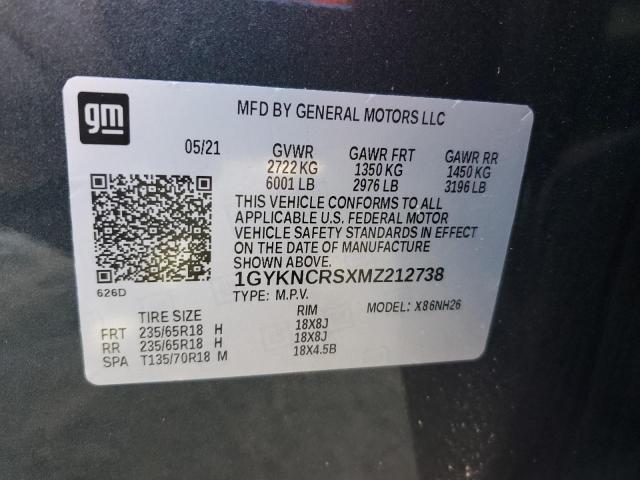 gm
MFD BY GENERAL MOTORS LLC
05/21 GVWR GAWR FRT GAWR RR
2722 KG 1350 KG 1450 KG
6001 LB 2976 LB 3196 LB
THIS VEHICLE CONFORMS TO ALL
APPLICABLE U.S. FEDERAL MOTOR
VEHICLE SAFETY STANDARDS IN EFFECT
ON THE DATE OF MANUFACTURE
SHOWN ABOVE.
1GYKNCRSXMZ212738
626D TYPE: M.P.V. MODEL: X86NH26
TIRE SIZE RIM
FRT 235/65R18 H 18X8J
RR 235/65R18 H 18X8J
SPA T135/70R18 M 18X4.5B